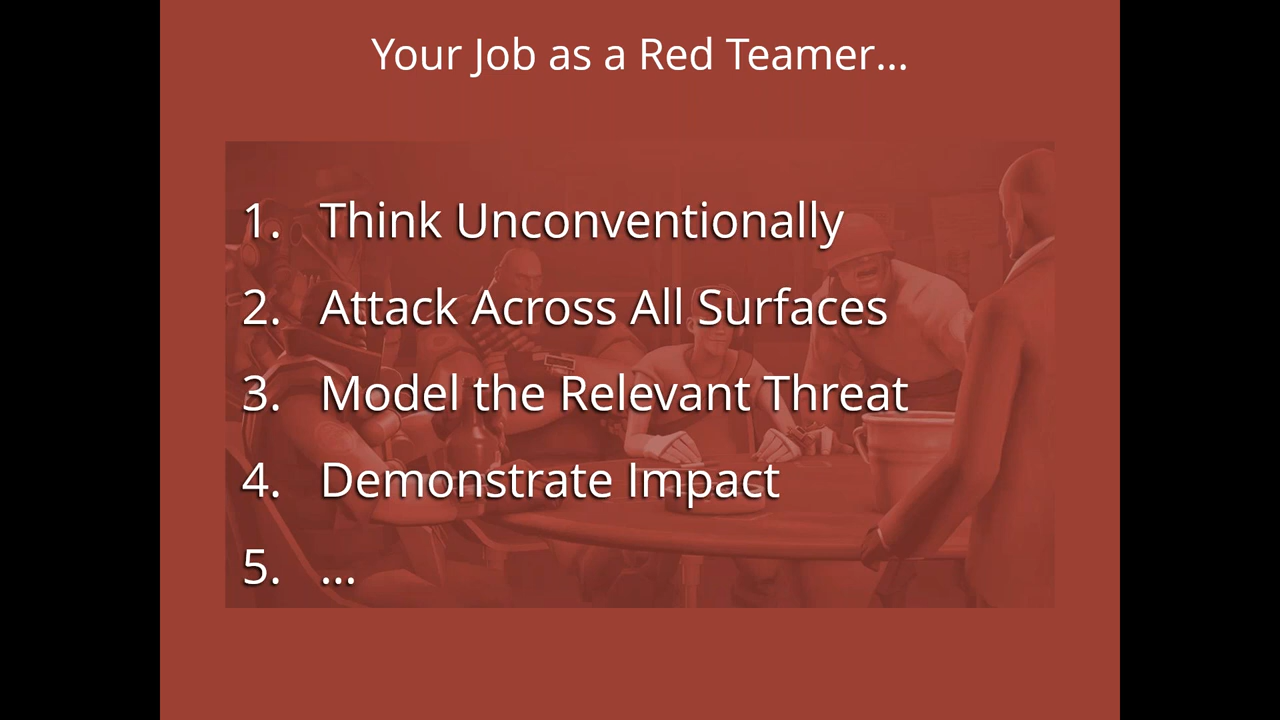 Your Job as a Red Teamer...
1. Think Unconventionally
2. Attack Across All Surfaces
3. Model the Relevant Threat
4. Demonstrate Impact
5. ...